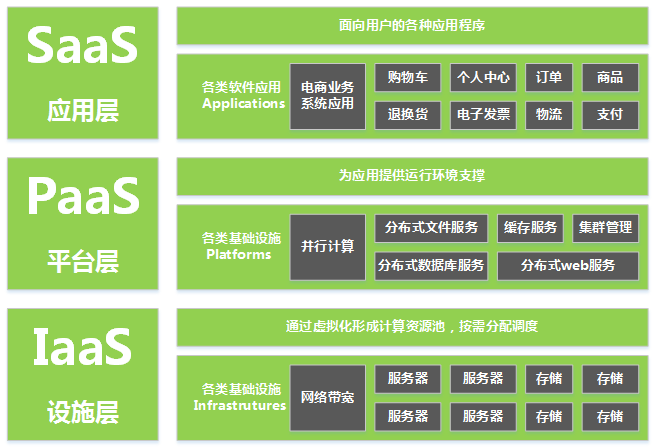 SaaS
应用层
面向用户的各种应用程序
各类软件应用
Applications
电商业务
系统应用
购物车
个人中心
订单
商品
退换货
电子发票
物流
支付
PaaS
平台层
为应用提供运行环境支撑
各类基础设施
Platforms
并行计算
分布式文件服务
缓存服务
集群管理
分布式数据库服务
分布式web服务
IaaS
设施层
通过虚拟化形成计算资源池，按需分配调度
各类基础设施
Infrastrutures
网络带宽
服务器
服务器
存储
存储
服务器
服务器
存储
存储